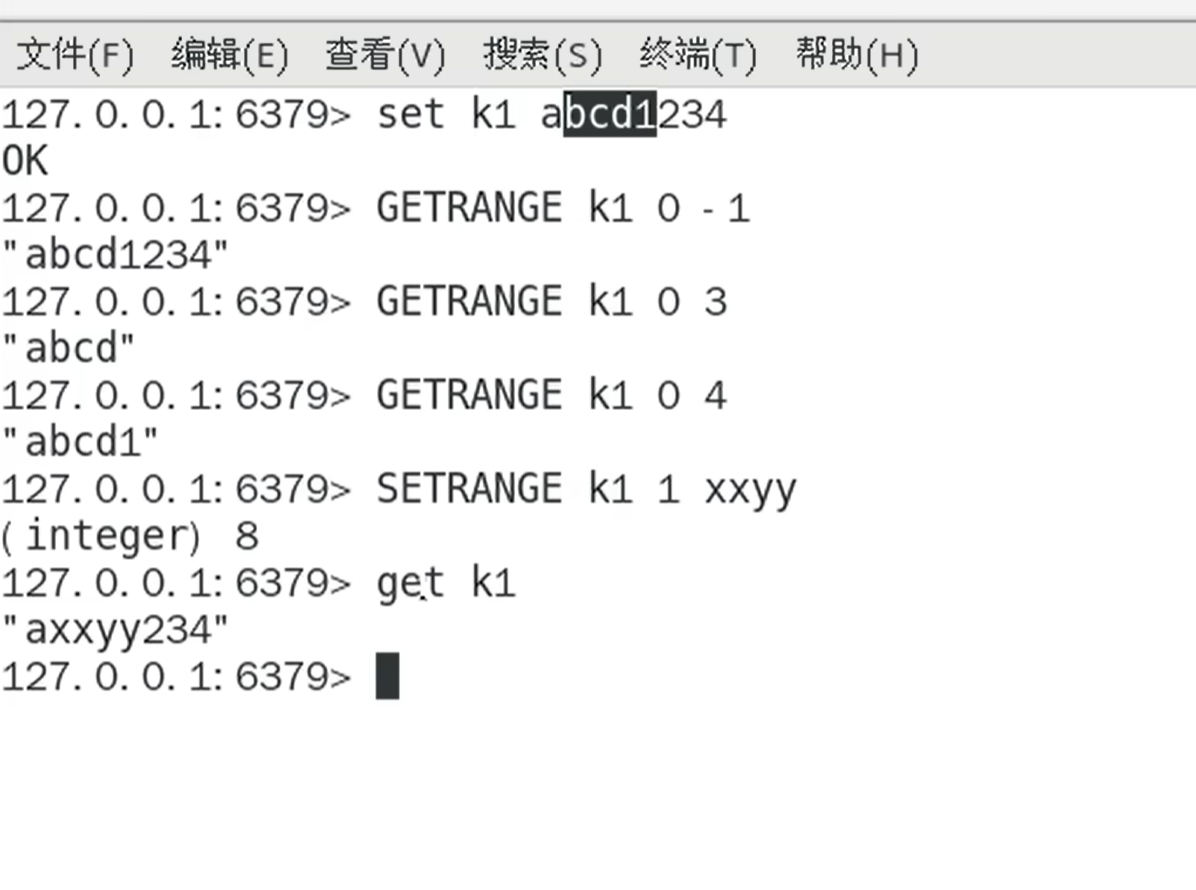 文件(F) 编辑(E) 查看(V) 搜索(S) 终端(T) 帮助(H)
127.0.0.1:6379> set k1 abcd1234
OK
127.0.0.1:6379> GETRANGE k1 0 -1
"abcd1234"
127.0.0.1:6379> GETRANGE k1 0 3
"abcd"
127.0.0.1:6379> GETRANGE k1 0 4
"abcd1"
127.0.0.1:6379> SETRANGE k1 1 xxyy
(integer) 8
127.0.0.1:6379> get k1
"axxyy234"
127.0.0.1:6379>